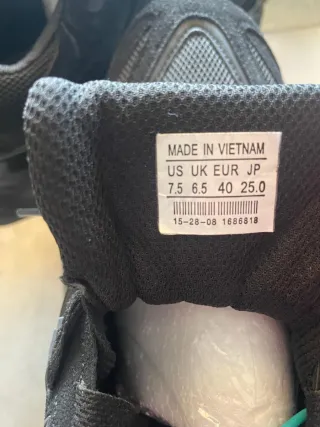 MADE IN VIETNAM
US UK EUR JP
7.5 6.5 40 25.0
15-28-08 1686818